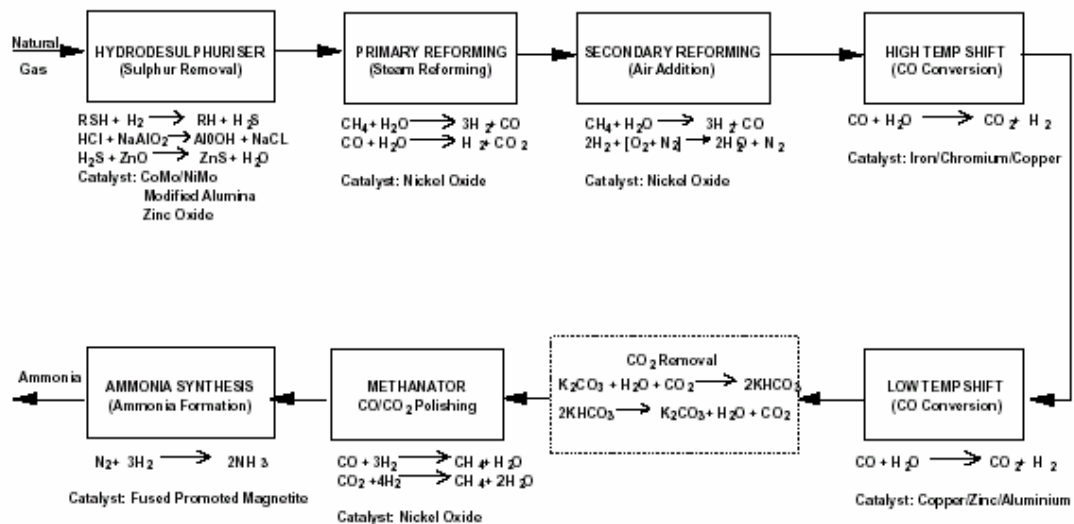 Natural
Gas
HYDRODESULPHURISER
(Sulphur Removal)
RSH + H2 → RH + H2S
HCl + NaAlO2 → Al0OH + NaCL
H2S + ZnO → ZnS + H2O
Catalyst: CoMo/NiMo
Modified Alumina
Zinc Oxide
PRIMARY REFORMING
(Steam Reforming)
CH4 + H2O → 3H2 + CO
CO + H2O → H2 + CO2
Catalyst: Nickel Oxide
SECONDARY REFORMING
(Air Addition)
CH4 + H2O → 3H2 + CO
2H2 + [O2 + N2] → 2H2O + N2
Catalyst: Nickel Oxide
HIGH TEMP SHIFT
(CO Conversion)
CO + H2O → CO2 + H2
Catalyst: Iron/Chromium/Copper
Ammonia
AMMONIA SYNTHESIS
(Ammonia Formation)
N2 + 3H2 → 2NH3
Catalyst: Fused Promoted Magnetite
METHANATOR
CO/CO2 Polishing
CO + 3H2 → CH4 + H2O
CO2 + 4H2 → CH4 + 2H2O
Catalyst: Nickel Oxide
CO2 Removal
K2CO3 + H2O + CO2 → 2KHCO3
2KHCO3 → K2CO3 + H2O + CO2
LOW TEMP SHIFT
(CO Conversion)
CO + H2O → CO2 + H2
Catalyst: Copper/Zinc/Aluminium